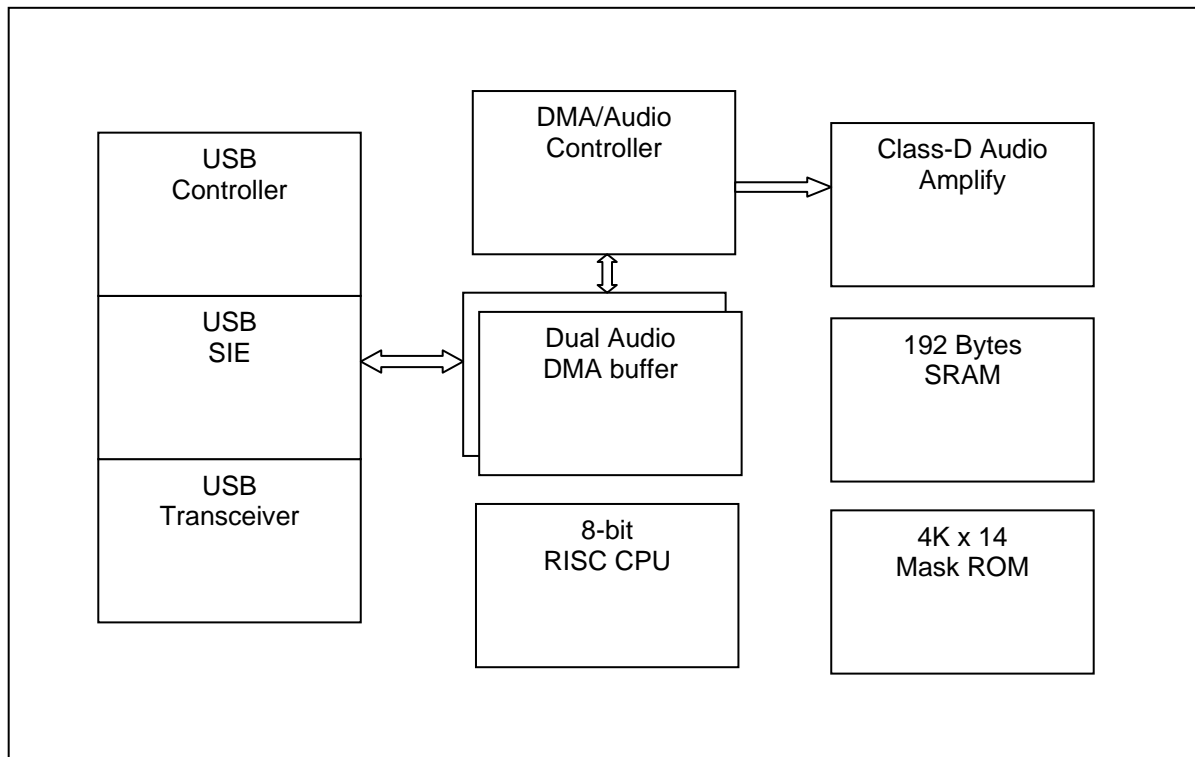 USB
Controller
USB
SIE
USB
Transceiver
DMA/Audio
Controller
Dual Audio
DMA buffer
8-bit
RISC CPU
Class-D Audio
Amplify
192 Bytes
SRAM
4K x 14
Mask ROM